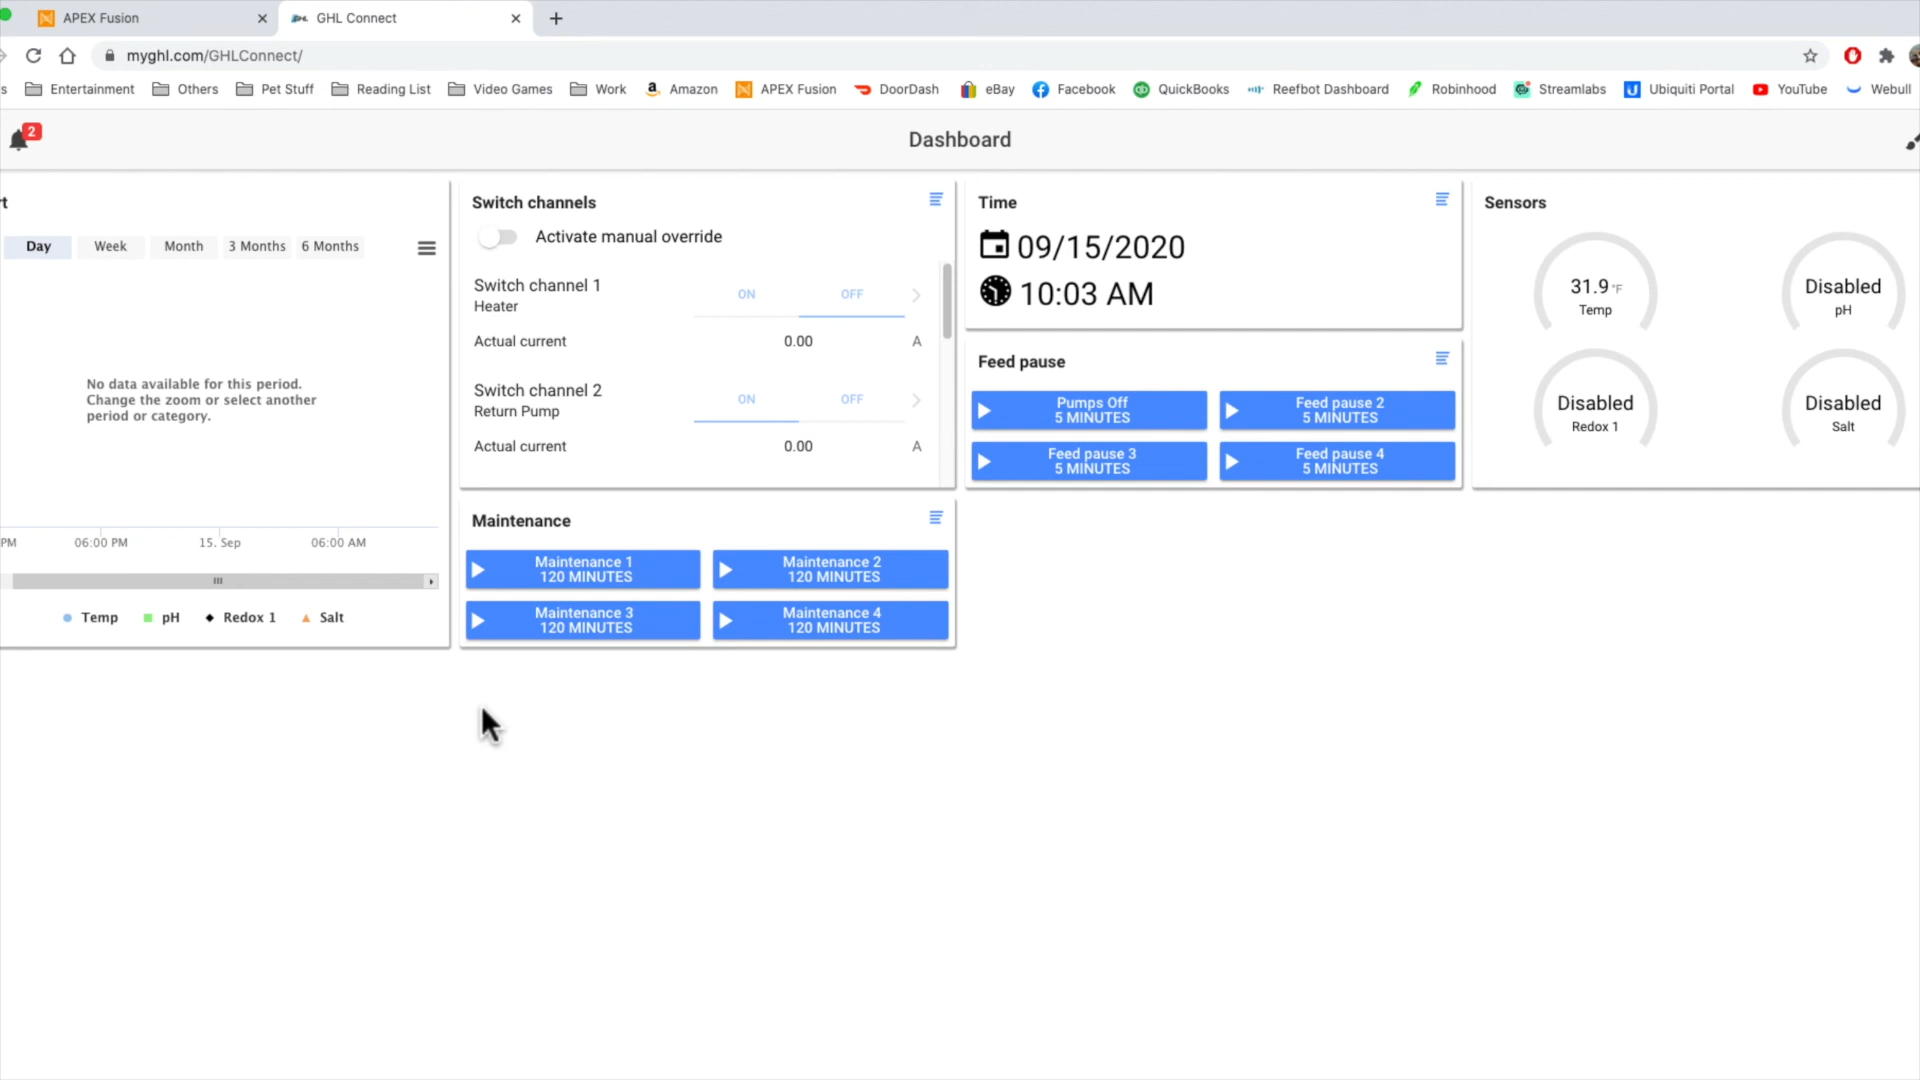 APEX Fusion
GHL Connect
myghl.com/GHLConnect/
s Entertainment Others Pet Stuff Reading List Video Games Work Amazon APEX Fusion DoorDash eBay Facebook QuickBooks Reefbot Dashboard Robinhood Streamlabs Ubiquiti Portal YouTube Webull
2
Dashboard
rt
Day Week Month 3 Months 6 Months
No data available for this period.
Change the zoom or select another
period or category.
PM 06:00 PM 15. Sep 06:00 AM
Temp pH Redox 1 Salt
Switch channels
Activate manual override
Switch channel 1
Heater
ON OFF
Actual current 0.00 A
Switch channel 2
Return Pump
ON OFF
Actual current 0.00 A
Maintenance
Maintenance 1
120 MINUTES
Maintenance 2
120 MINUTES
Maintenance 3
120 MINUTES
Maintenance 4
120 MINUTES
Time
09/15/2020
10:03 AM
Feed pause
Pumps Off
5 MINUTES
Feed pause 2
5 MINUTES
Feed pause 3
5 MINUTES
Feed pause 4
5 MINUTES
Sensors
31.9 °F
Temp
Disabled
pH
Disabled
Redox 1
Disabled
Salt